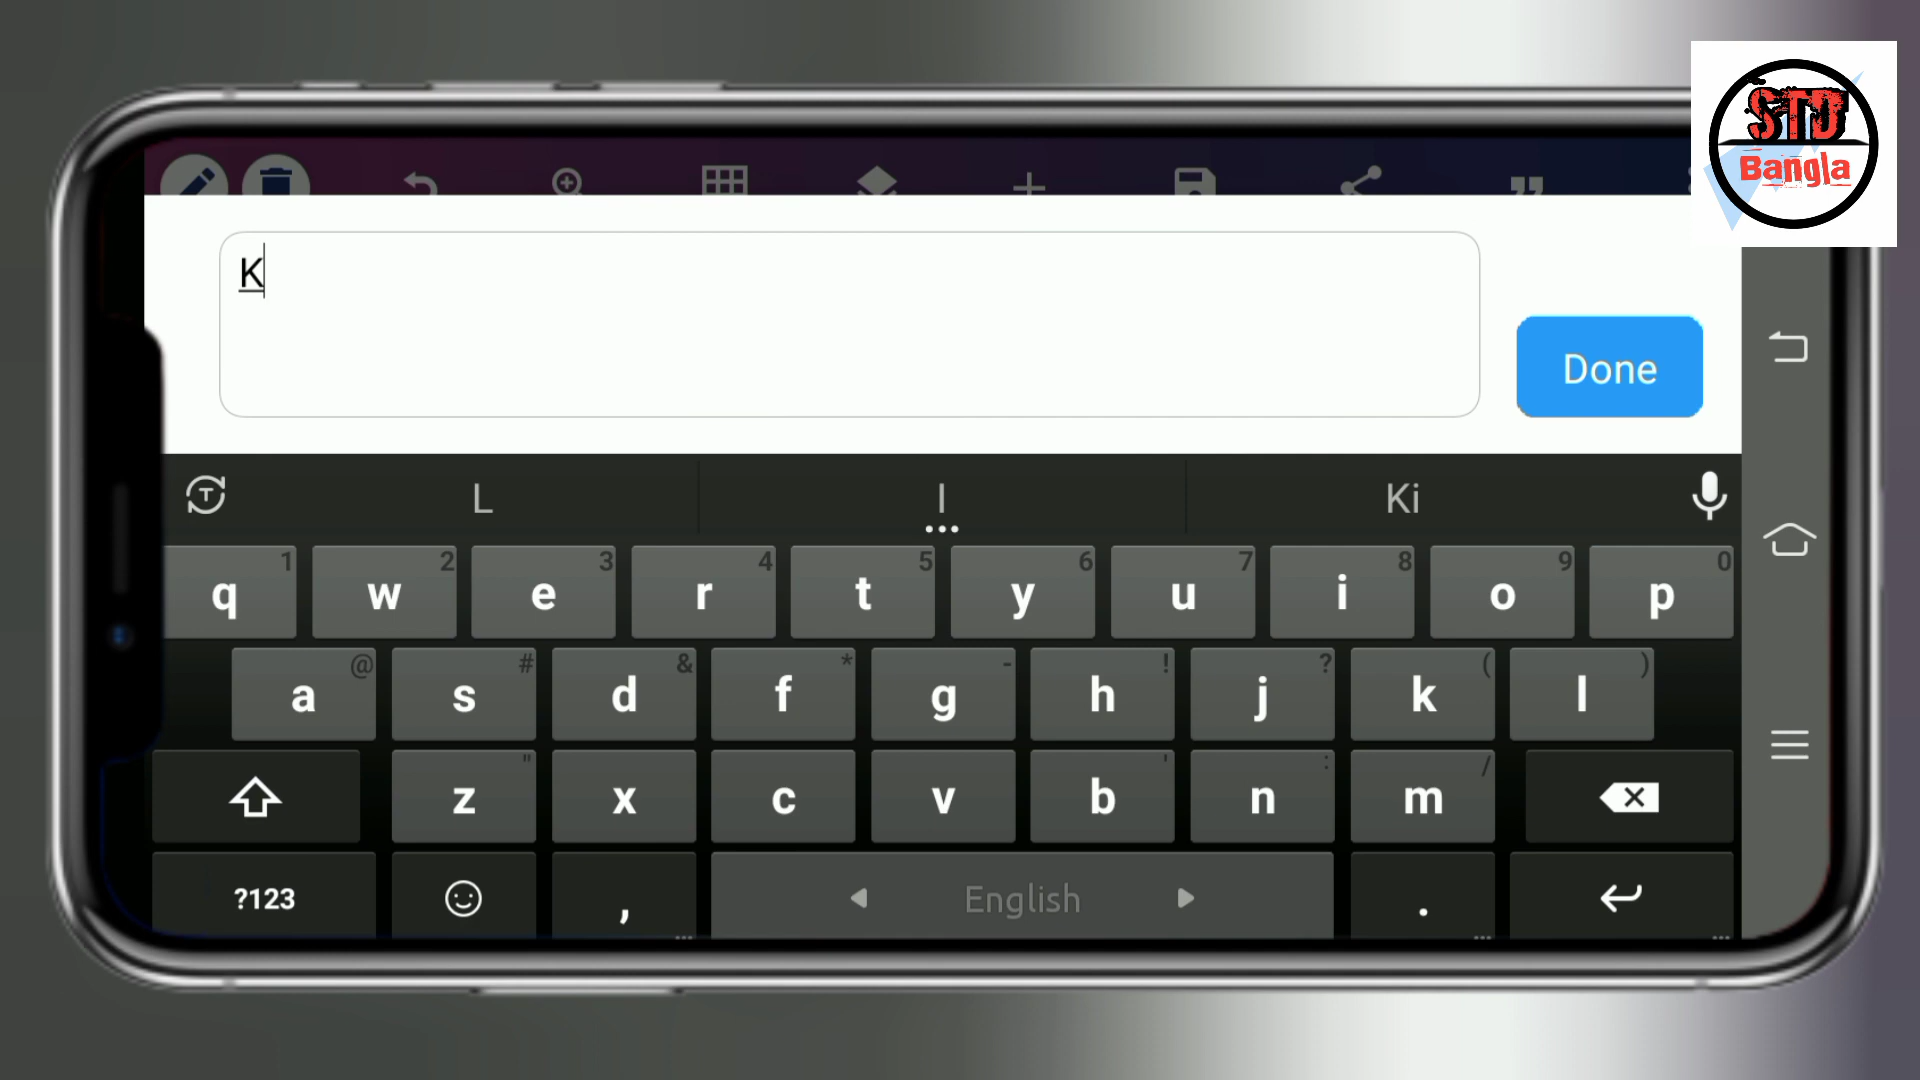 STD
Bangla
K
Done
L I Ki
1 2 3 4 5 6 7 8 9 0
q w e r t y u i o p
@ # & * - ! ? ( )
a s d f g h j k l
" ' : /
z x c v b n m
?123 , English .